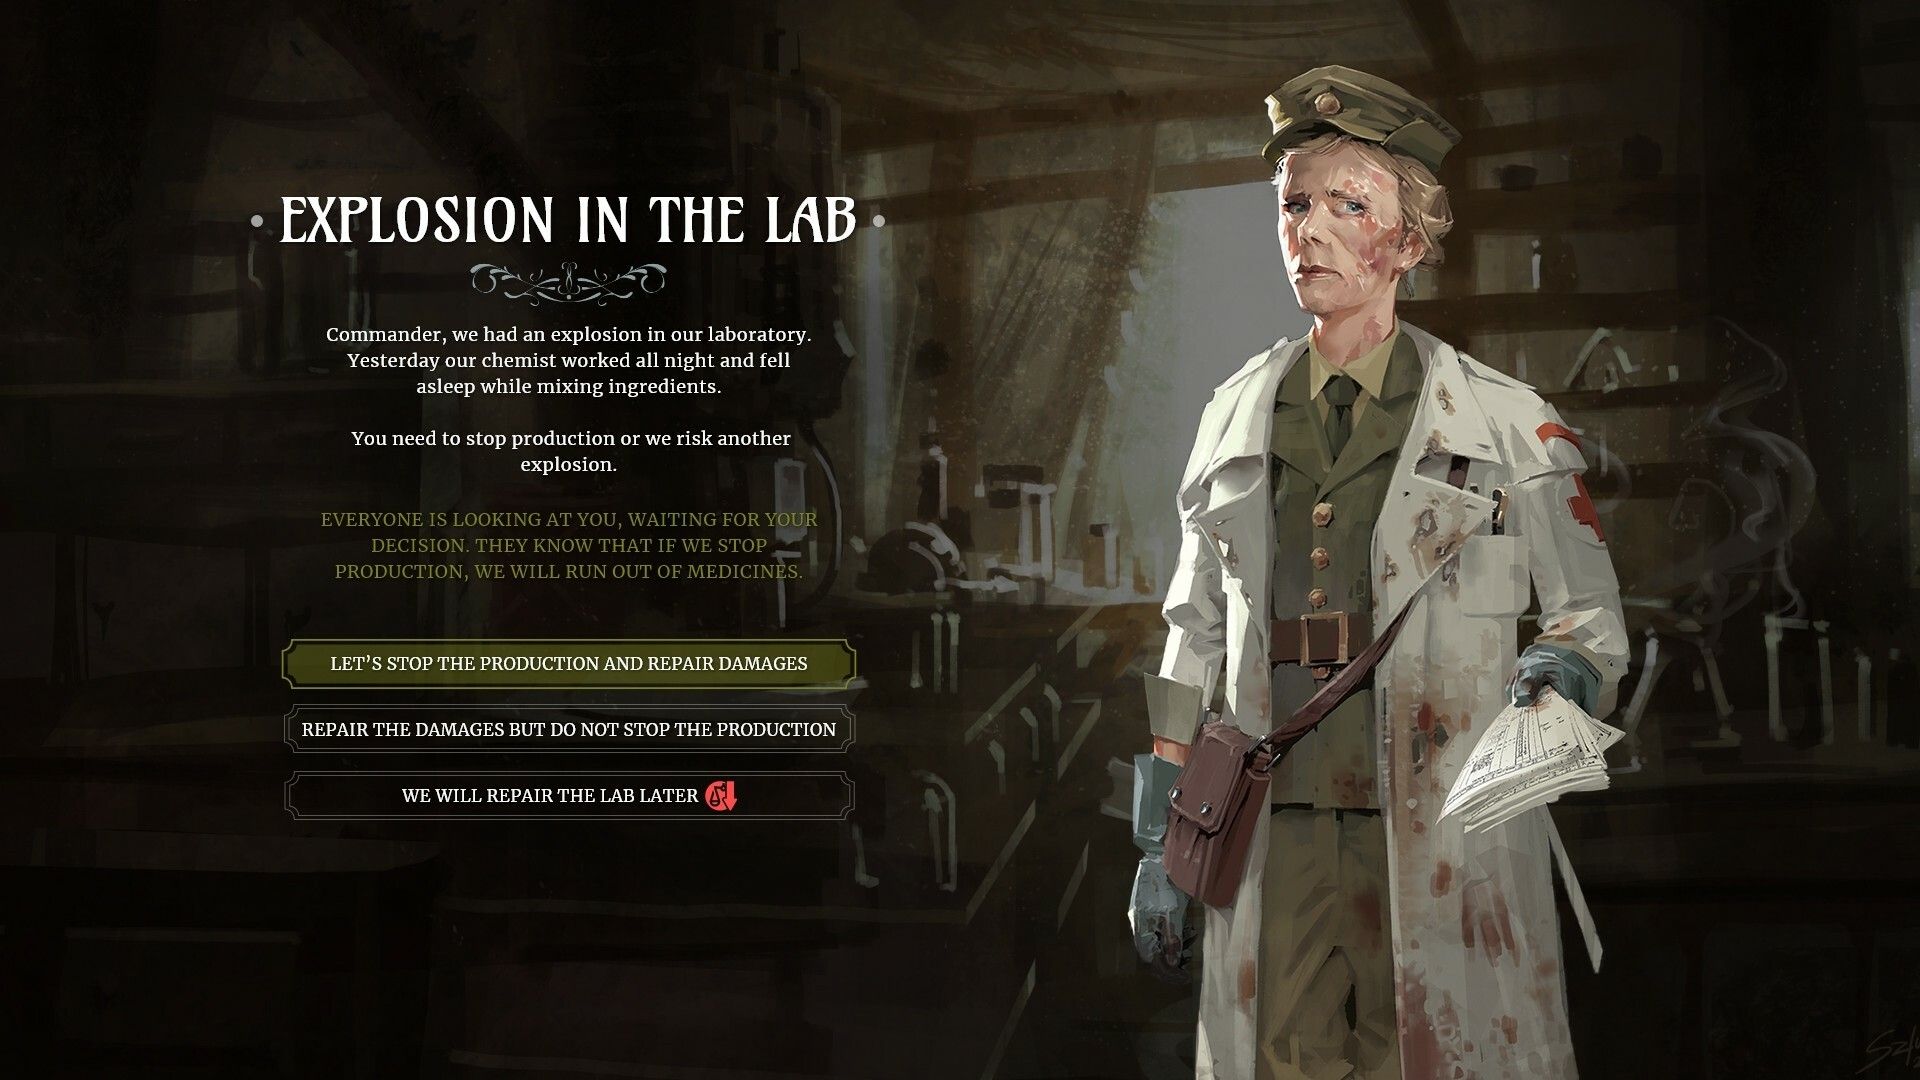 EXPLOSION IN THE LAB
Commander, we had an explosion in our laboratory.
Yesterday our chemist worked all night and fell
asleep while mixing ingredients.
You need to stop production or we risk another
explosion.
EVERYONE IS LOOKING AT YOU, WAITING FOR YOUR
DECISION. THEY KNOW THAT IF WE STOP
PRODUCTION, WE WILL RUN OUT OF MEDICINES.
LET’S STOP THE PRODUCTION AND REPAIR DAMAGES
REPAIR THE DAMAGES BUT DO NOT STOP THE PRODUCTION
WE WILL REPAIR THE LAB LATER